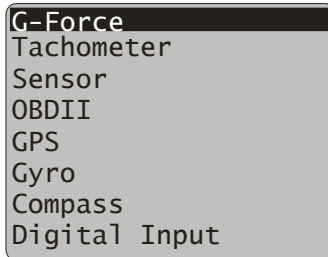 G-Force
Tachometer
Sensor
OBDII
GPS
Gyro
Compass
Digital Input